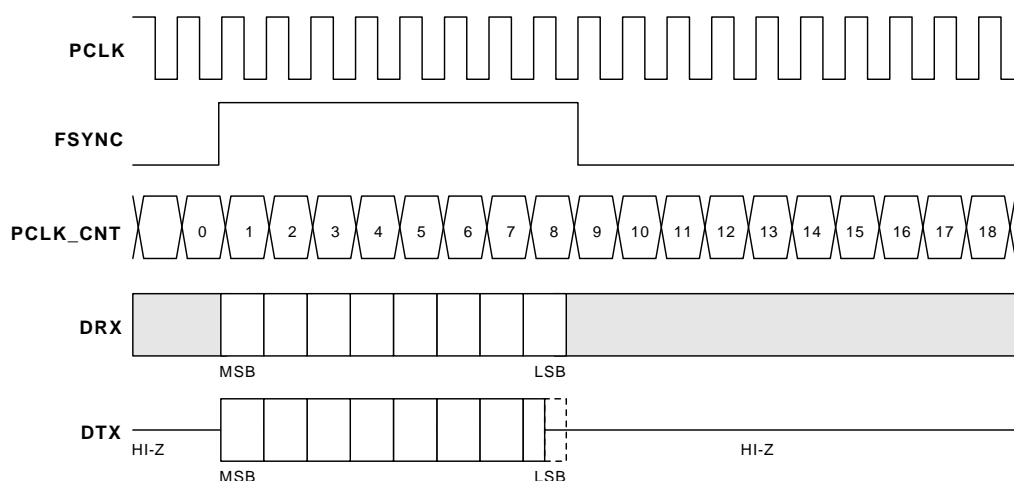 PCLK
FSYNC
PCLK_CNT 0 1 2 3 4 5 6 7 8 9 10 11 12 13 14 15 16 17 18
DRX
MSB LSB
DTX
HI-Z HI-Z
MSB LSB